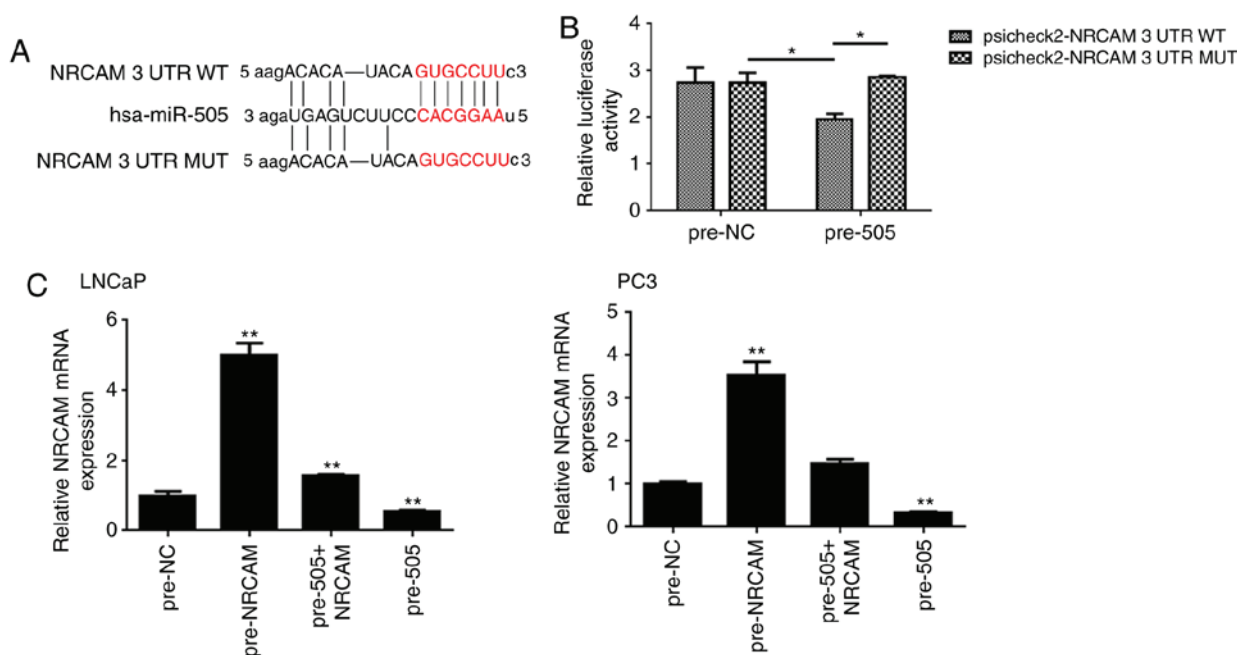 A
NRCAM 3 UTR WT 5 aagACACA—UACAGUGCCUUc3
hsa-miR-505 3 agaUGAGUCUUCCCACGGAAu5
NRCAM 3 UTR MUT 5 aagACACA—UACAGUGCCUUc3
B
Relative luciferase
activity
4
3
2
1
0
*
*
pre-NC
pre-505
psicheck2-NRCAM 3 UTR WT
psicheck2-NRCAM 3 UTR MUT
C
LNCaP
Relative NRCAM mRNA
expression
6
4
2
0
**
**
**
pre-NC
pre-NRCAM
pre-505+
NRCAM
pre-505
PC3
Relative NRCAM mRNA
expression
5
4
3
2
1
0
**
**
pre-NC
pre-NRCAM
pre-505+
NRCAM
pre-505